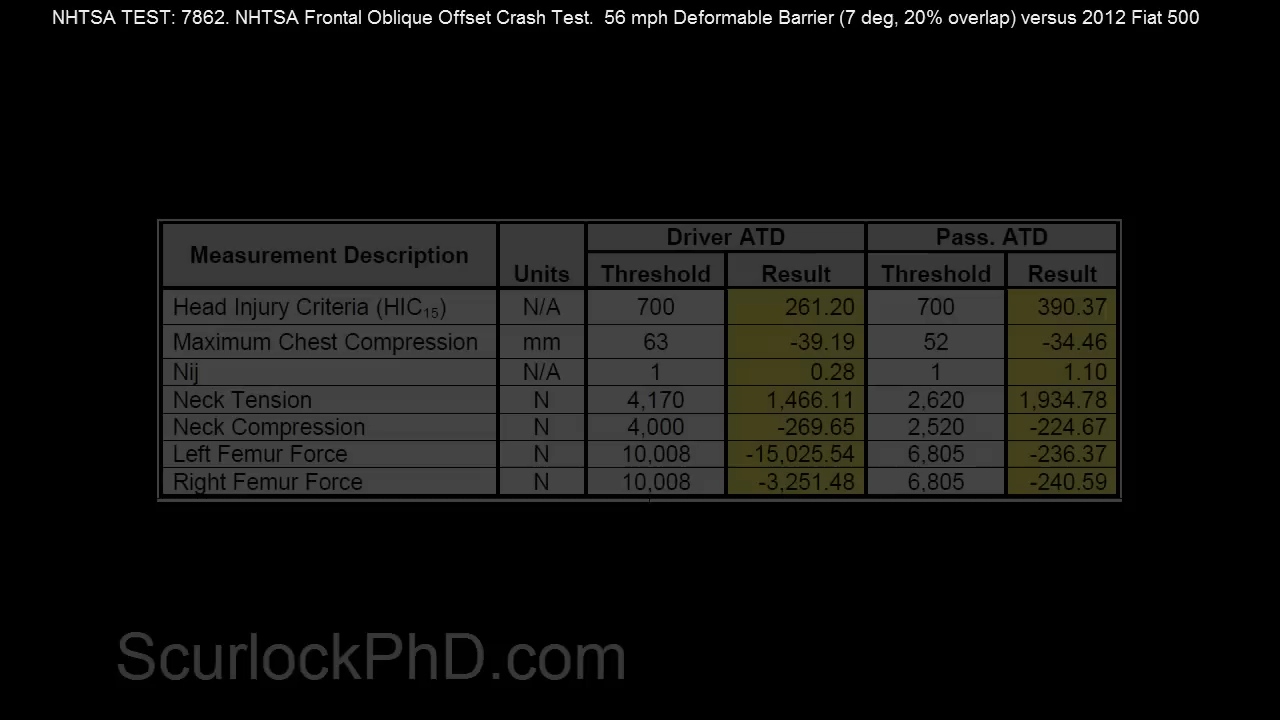 NHTSA TEST: 7862. NHTSA Frontal Oblique Offset Crash Test.  56 mph Deformable Barrier (7 deg, 20% overlap) versus 2012 Fiat 500
Measurement Description Units Driver ATD Pass. ATD
Threshold Result Threshold Result
Head Injury Criteria (HIC₁₅) N/A 700 261.20 700 390.37
Maximum Chest Compression mm 63 -39.19 52 -34.46
Nij N/A 1 0.28 1 1.10
Neck Tension N 4,170 1,466.11 2,620 1,934.78
Neck Compression N 4,000 -269.65 2,520 -224.67
Left Femur Force N 10,008 -15,025.54 6,805 -236.37
Right Femur Force N 10,008 -3,251.48 6,805 -240.59
ScurlockPhD.com